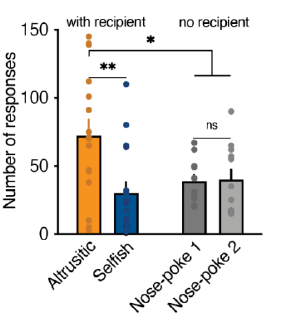 with recipient no recipient
150
*
**
100
Number of responses
ns
50
0
Altrusitic
Selfish
Nose-poke 1
Nose-poke 2